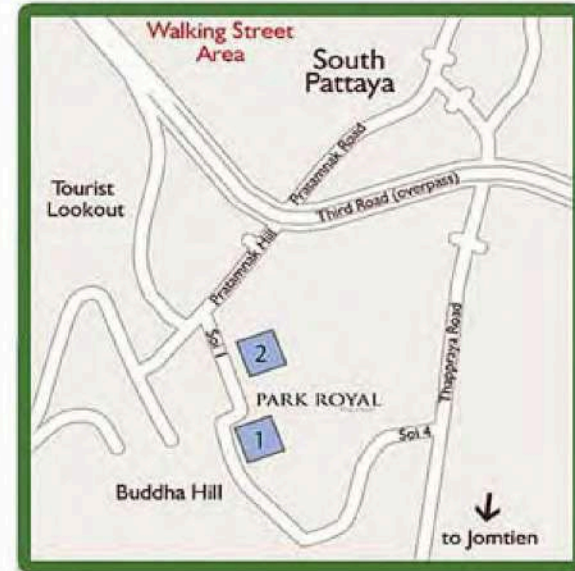 Walking Street
Area
South
Pattaya
Pratamnak Road
Tourist
Lookout
Third Road (overpass)
Pratamnak Hill
Soi 1
2
Thappraya Road
PARK ROYAL
1
Soi 4
Buddha Hill
to Jomtien